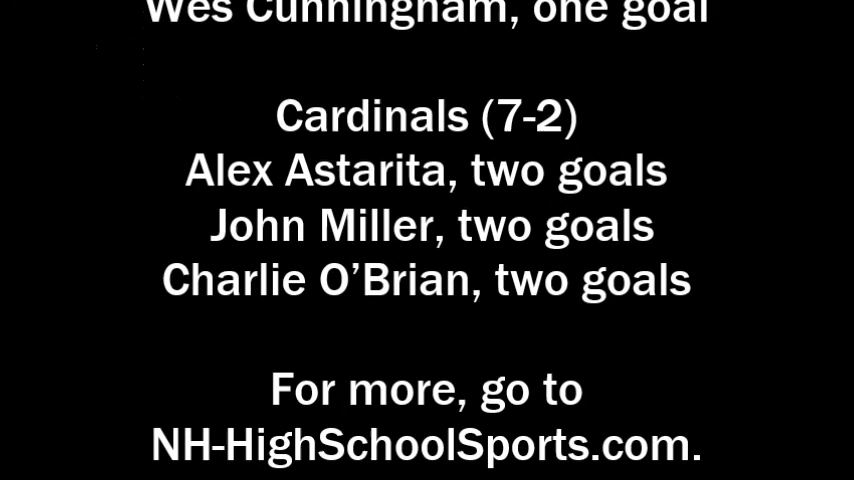 Wes Cunningham, one goal
Cardinals (7-2)
Alex Astarita, two goals
John Miller, two goals
Charlie O’Brian, two goals
For more, go to
NH-HighSchoolSports.com.